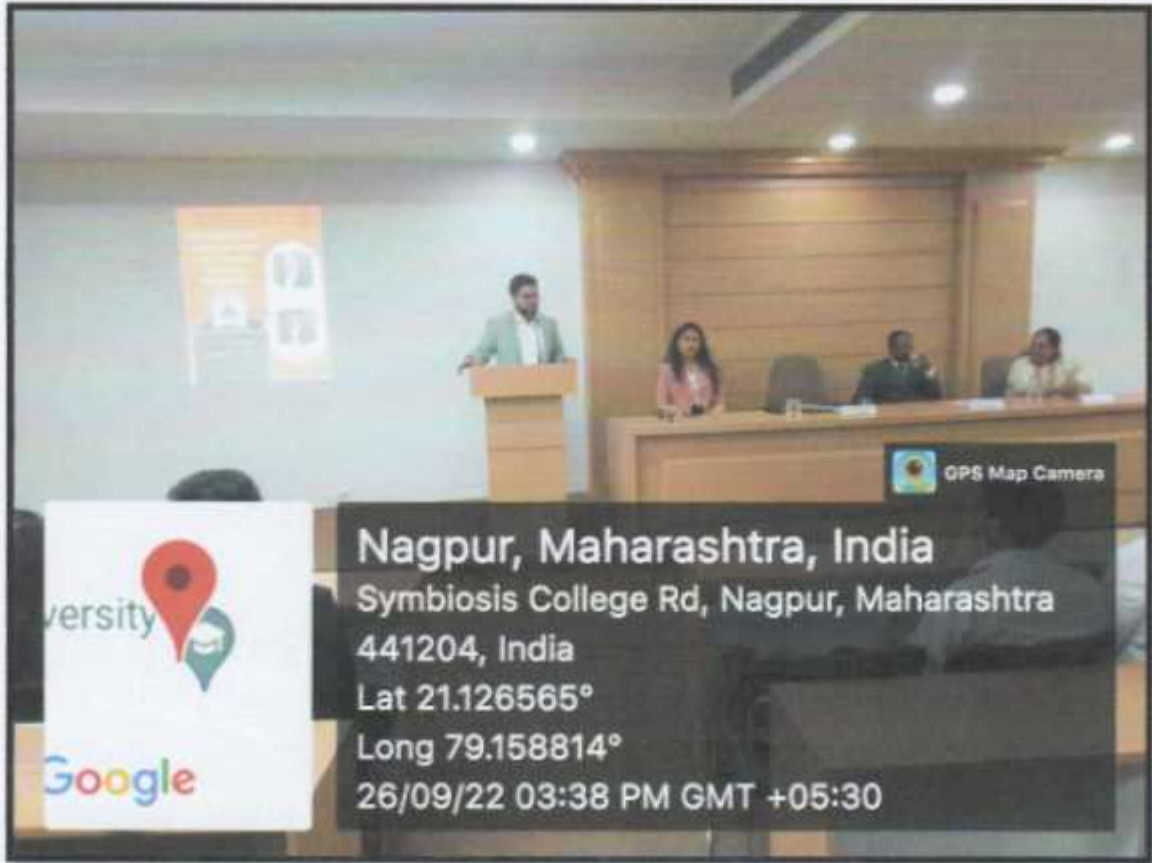 GPS Map Camera
versity
Google
Nagpur, Maharashtra, India
Symbiosis College Rd, Nagpur, Maharashtra
441204, India
Lat 21.126565°
Long 79.158814°
26/09/22 03:38 PM GMT +05:30